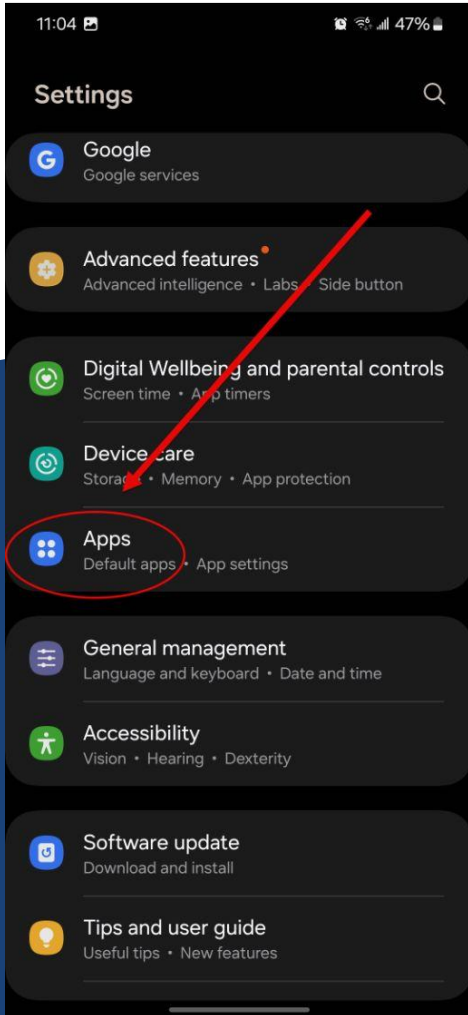 11:04 47%
Settings
Google
Google services
Advanced features
Advanced intelligence • Labs • Side button
Digital Wellbeing and parental controls
Screen time • App timers
Device care
Storage • Memory • App protection
Apps
Default apps • App settings
General management
Language and keyboard • Date and time
Accessibility
Vision • Hearing • Dexterity
Software update
Download and install
Tips and user guide
Useful tips • New features